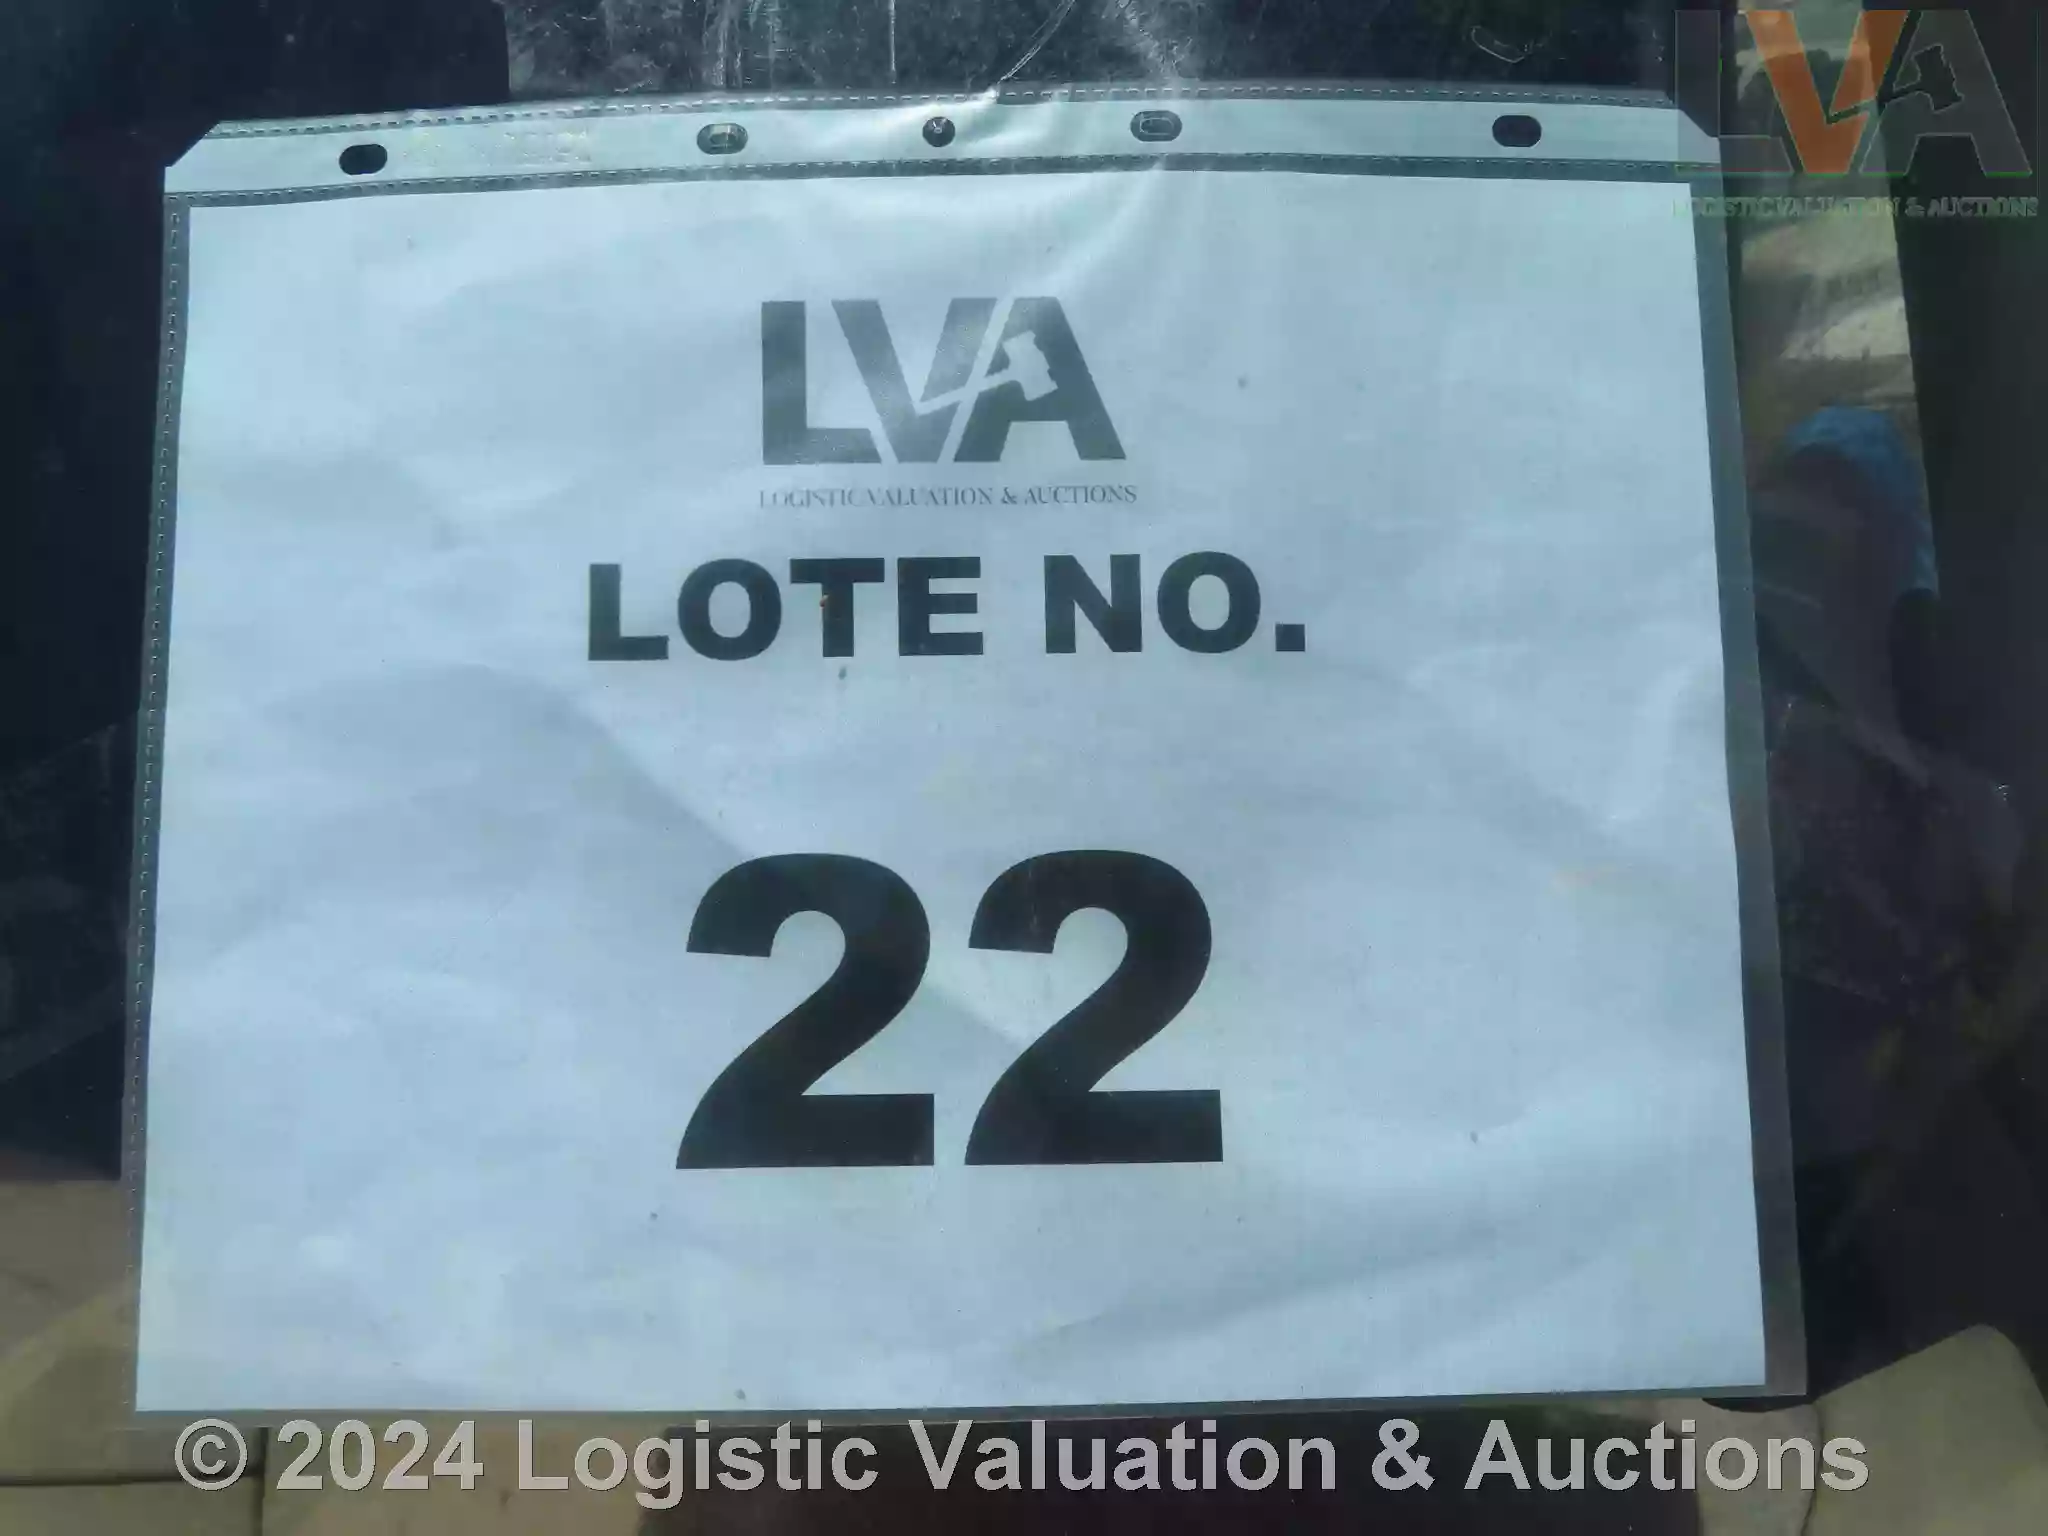 LVA
LOGISTIC VALUATION & AUCTIONS
LVA
LOGISTIC VALUATION & AUCTIONS
LOTE NO.
22
© 2024 Logistic Valuation & Auctions